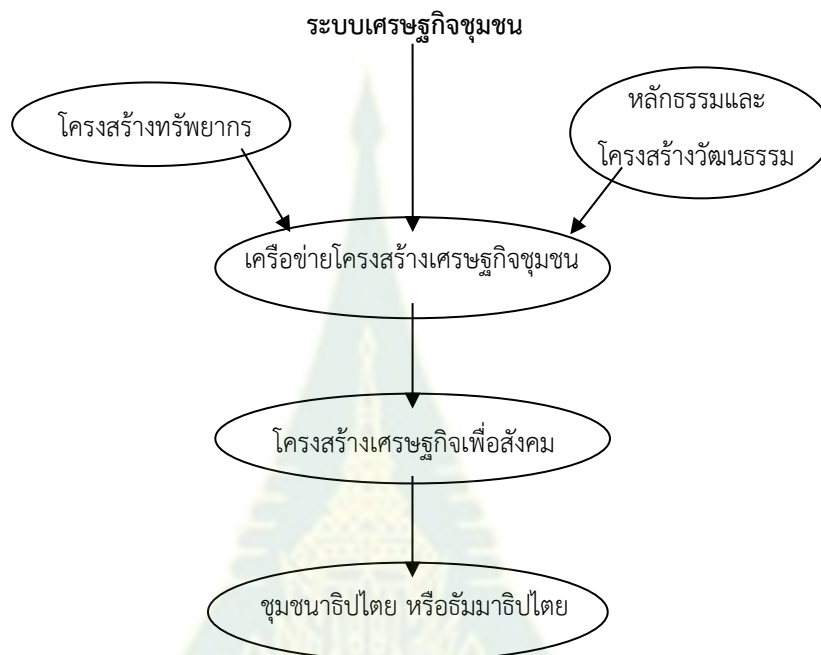 ระบบเศรษฐกิจชุมชน
โครงสร้างทรัพยากร
หลักธรรมและ
โครงสร้างวัฒนธรรม
เครือข่ายโครงสร้างเศรษฐกิจชุมชน
โครงสร้างเศรษฐกิจเพื่อสังคม
ชุมชนาธิปไตย หรือธัมมาธิปไตย